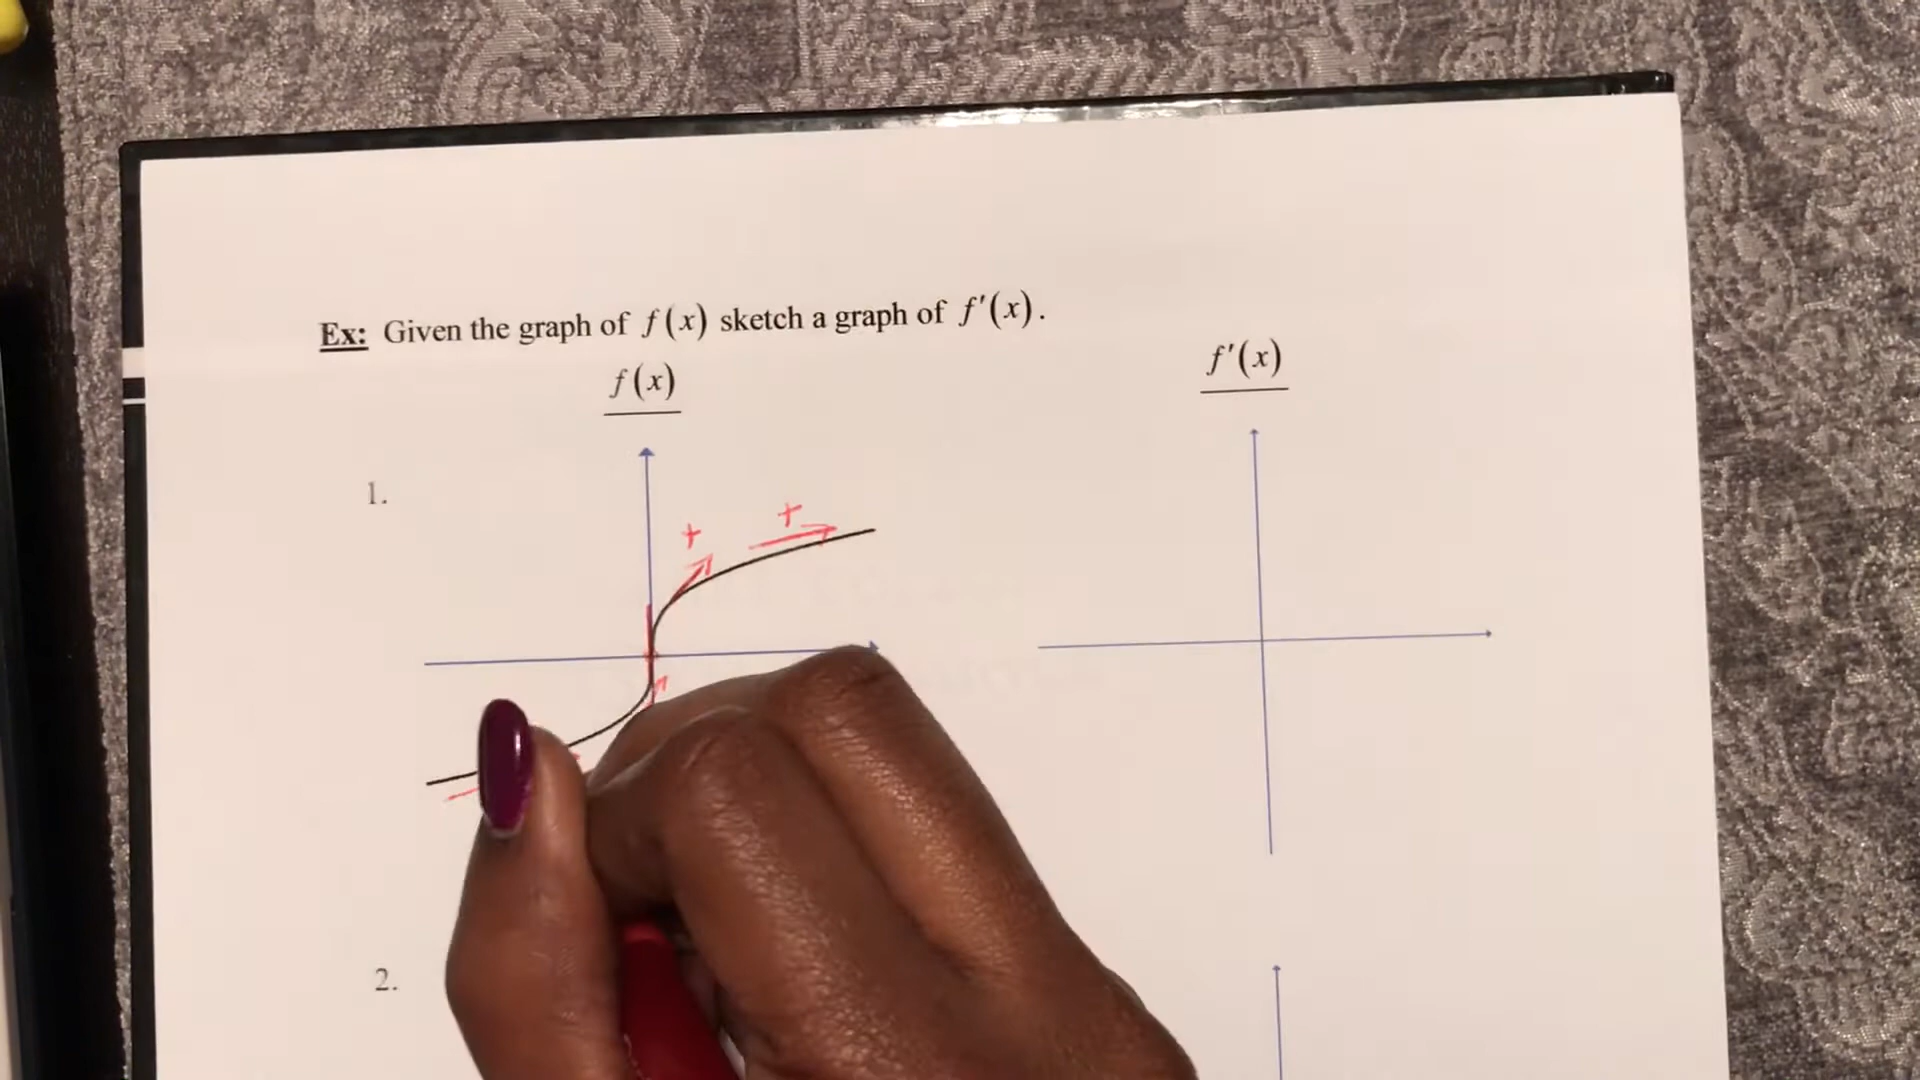 Ex: Given the graph of f(x) sketch a graph of f'(x).
f(x)
f'(x)
1.
+
+
2.